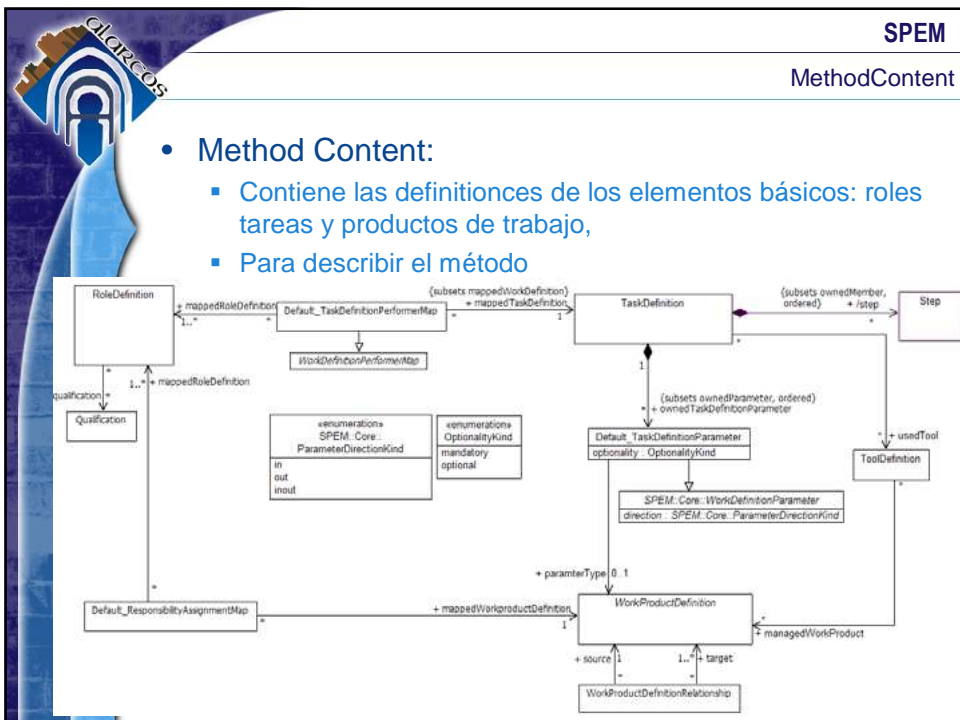 alarcos
SPEM
MethodContent
• Method Content:
▪ Contiene las definitionces de los elementos básicos: roles
tareas y productos de trabajo,
▪ Para describir el método
RoleDefinition
+ mappedRoleDefinition
1..*
*
Default_TaskDefinitionPerformerMap
{subsets mappedWorkDefinition}
+ mappedTaskDefinition
*
1
TaskDefinition
{subsets ownedMember,
ordered}
+ /step
*
Step
WorkDefinitionPerformerMap
*
1..*
+ mappedRoleDefinition
qualification
*
Qualification
1
*
{subsets ownedParameter, ordered}
* + ownedTaskDefinitionParameter
«enumeration»
SPEM::Core::
ParameterDirectionKind
in
out
inout
«enumeration»
OptionalityKind
mandatory
optional
Default_TaskDefinitionParameter
optionality : OptionalityKind
* + usedTool
ToolDefinition
*
SPEM::Core::WorkDefinitionParameter
direction : SPEM::Core::ParameterDirectionKind
+ paramterType 0..1
*
Default_ResponsibilityAssignmentMap
*
+ mappedWorkproductDefinition
1
WorkProductDefinition
*
+ managedWorkProduct
+ source 1
1..* + target
*
*
WorkProductDefinitionRelationship